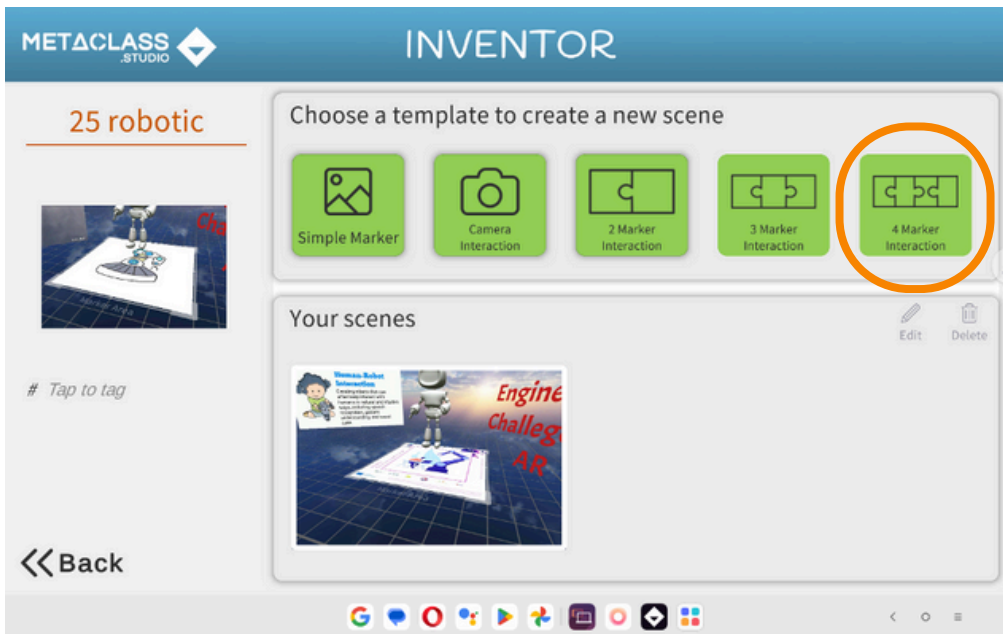 METACLASS
.STUDIO
INVENTOR
25 robotic
# Tap to tag
Back
Choose a template to create a new scene
Simple Marker
Camera
Interaction
2 Marker
Interaction
3 Marker
Interaction
4 Marker
Interaction
Your scenes
Edit
Delete
Human-Robot
Interaction
Engine
Challeg
AR